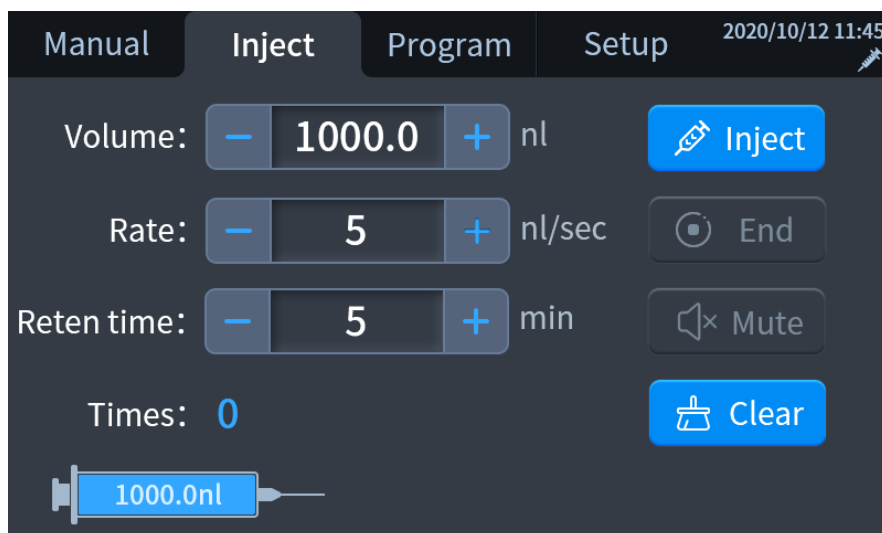 Manual Inject Program Setup 2020/10/12 11:45
Volume: − 1000.0 + nl Inject
Rate: − 5 + nl/sec End
Reten time: − 5 + min Mute
Times: 0 Clear
1000.0nl